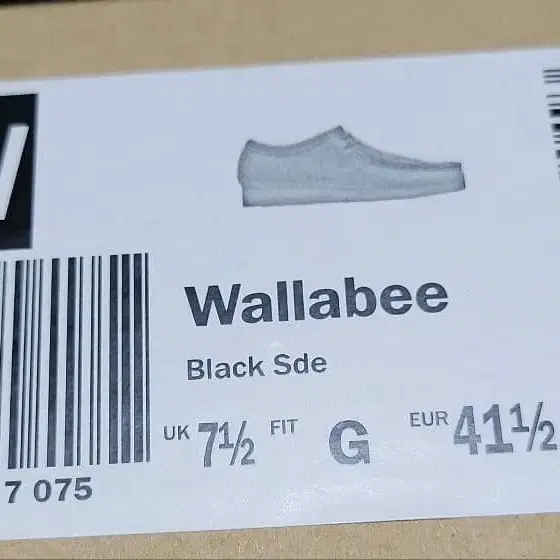 Wallabee
Black Sde
UK 7½ FIT G EUR 41½
7 075